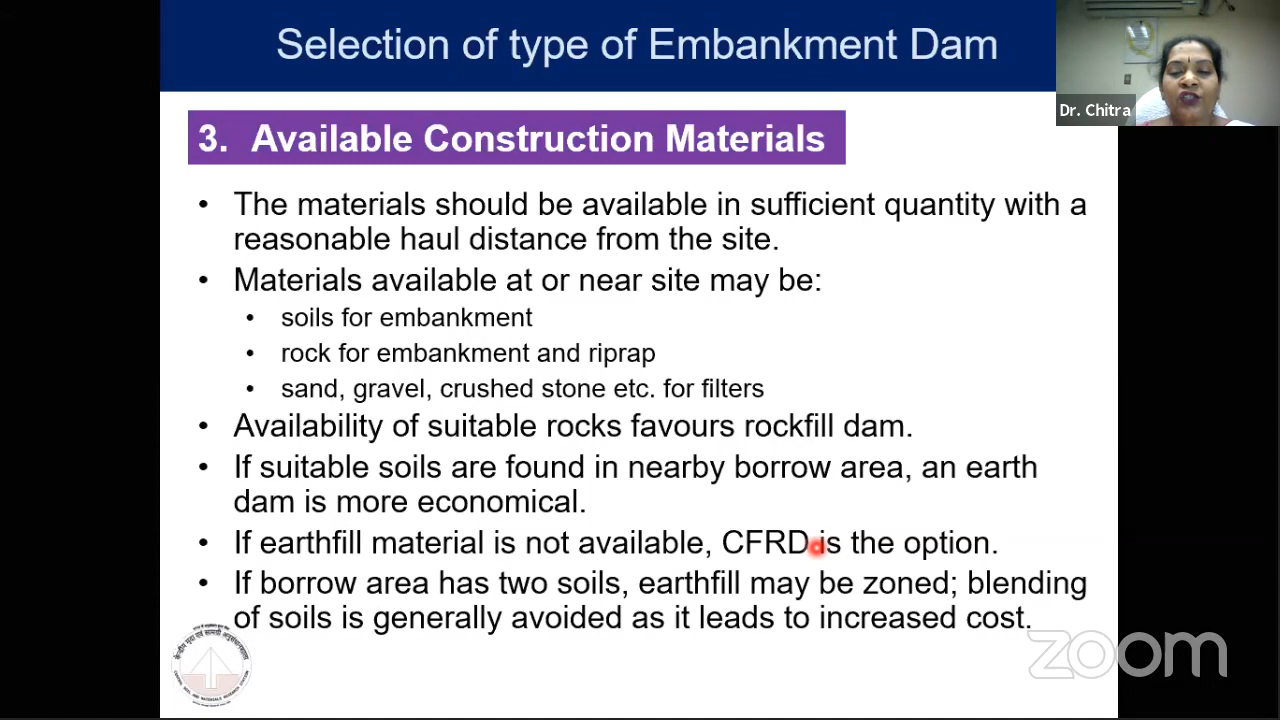 Selection of type of Embankment Dam
Dr. Chitra
3. Available Construction Materials
• The materials should be available in sufficient quantity with a
reasonable haul distance from the site.
• Materials available at or near site may be:
• soils for embankment
• rock for embankment and riprap
• sand, gravel, crushed stone etc. for filters
• Availability of suitable rocks favours rockfill dam.
• If suitable soils are found in nearby borrow area, an earth
dam is more economical.
• If earthfill material is not available, CFRD is the option.
• If borrow area has two soils, earthfill may be zoned; blending
of soils is generally avoided as it leads to increased cost.
zoom